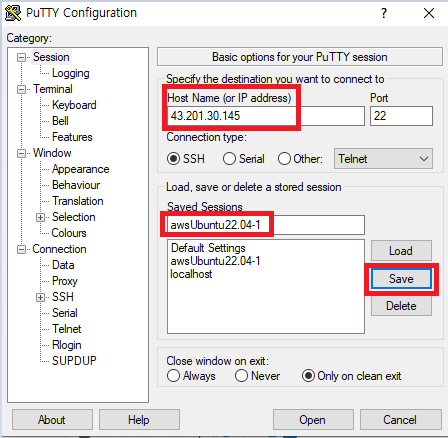 PuTTY Configuration
Category:
Session
Logging
Terminal
Keyboard
Bell
Features
Window
Appearance
Behaviour
Translation
Selection
Colours
Connection
Data
Proxy
SSH
Serial
Telnet
Rlogin
SUPDUP
Basic options for your PuTTY session
Specify the destination you want to connect to
Host Name (or IP address) Port
43.201.30.145 22
Connection type:
SSH Serial Other: Telnet
Load, save or delete a stored session
Saved Sessions
awsUbuntu22.04-1
Default Settings
awsUbuntu22.04-1
localhost
Load
Save
Delete
Close window on exit:
Always Never Only on clean exit
About Help Open Cancel